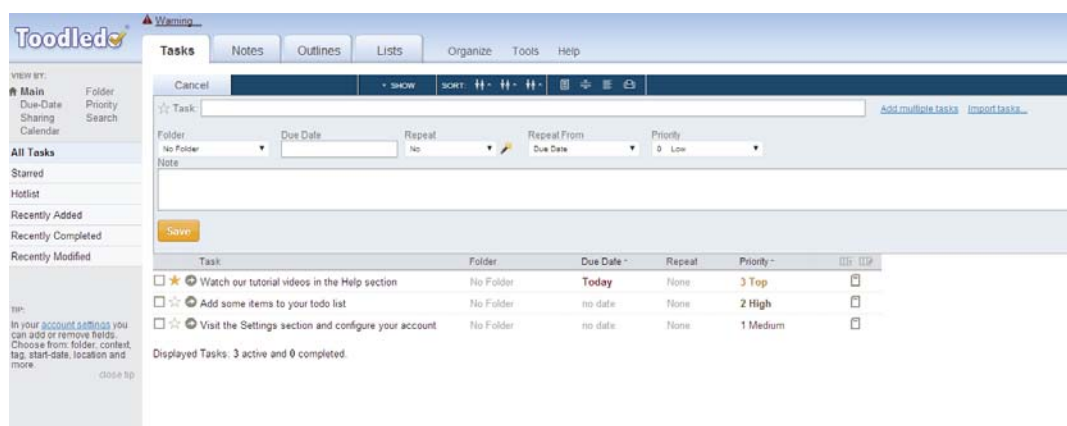 Toodledo
Warning...
Tasks Notes Outlines Lists Organize Tools Help
VIEW BY:
Main Folder
Due-Date Priority
Sharing Search
Calendar
All Tasks
Starred
Hotlist
Recently Added
Recently Completed
Recently Modified
TIP:
In your account settings you
can add or remove fields.
Choose from: folder, context,
tag, start-date, location and
more.
close tip
Cancel SHOW SORT:
Task: Add multiple tasks Import tasks...
Folder Due Date Repeat Repeat From Priority
No Folder No Due Date 0 Low
Note
Save
Task Folder Due Date Repeat Priority
Watch our tutorial videos in the Help section No Folder Today None 3 Top
Add some items to your todo list No Folder no date None 2 High
Visit the Settings section and configure your account No Folder no date None 1 Medium
Displayed Tasks: 3 active and 0 completed.